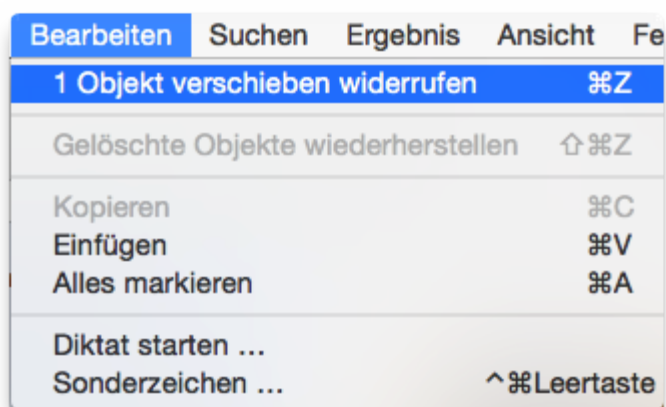 Bearbeiten Suchen Ergebnis Ansicht Fe
1 Objekt verschieben widerrufen ⌘Z
Gelöschte Objekte wiederherstellen ⇧⌘Z
Kopieren ⌘C
Einfügen ⌘V
Alles markieren ⌘A
Diktat starten …
Sonderzeichen … ^⌘Leertaste